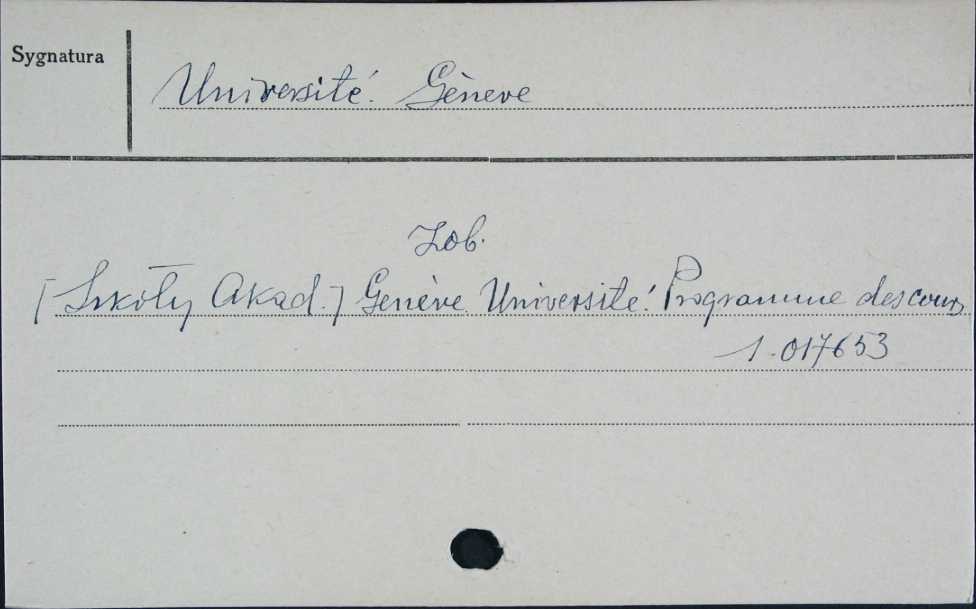 Sygnatura
Université. Genève
Zob.
[Szkoły Akad.] Genève. Université. Programme des cours
1.017653